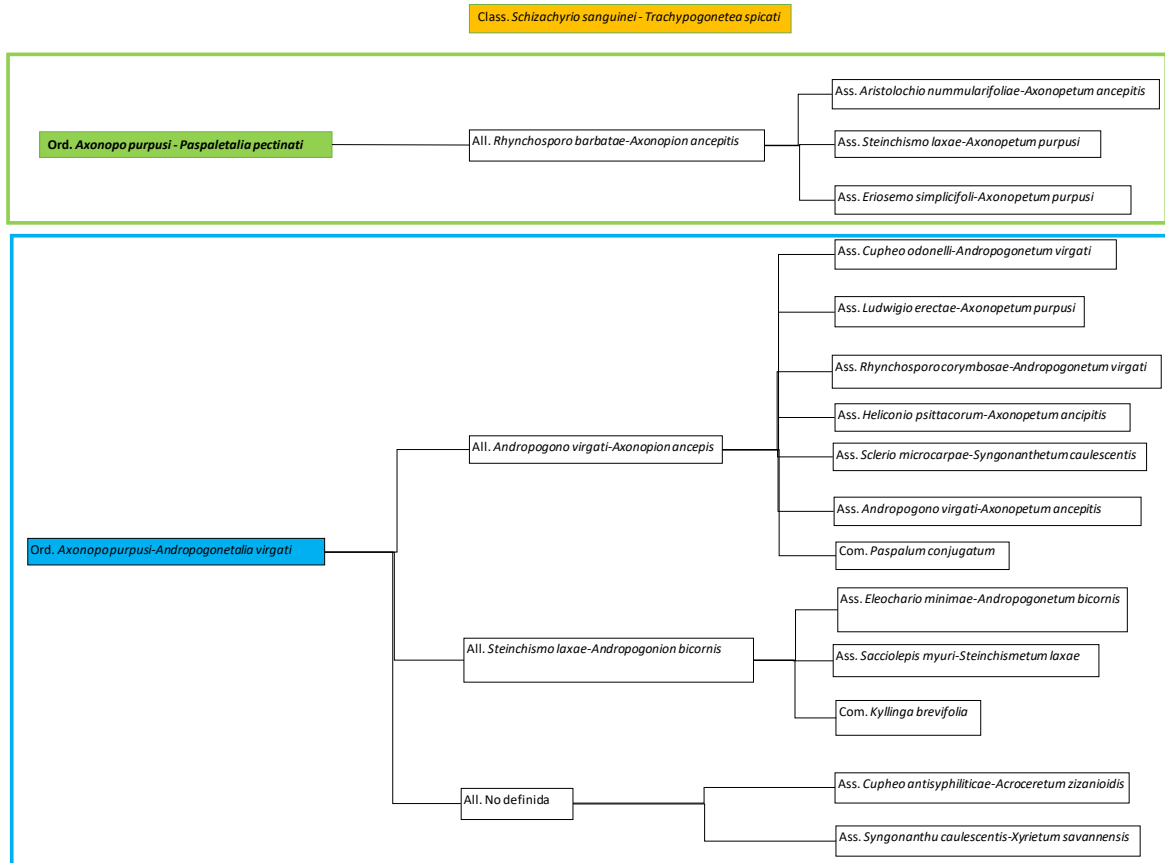 Class. Schizachyrio sanguinei - Trachypogonetea spicati
Ord. Axonopo purpusi - Paspaletalia pectinati
All. Rhynchosporo barbatae-Axonopion ancepitis
Ass. Aristolochio nummularifoliae-Axonopetum ancepitis
Ass. Steinchismo laxae-Axonopetum purpusi
Ass. Eriosemo simplicifoli-Axonopetum purpusi
Ord. Axonopo purpusi-Andropogonetalia virgati
All. Andropogono virgati-Axonopion ancepis
Ass. Cupheo odonelli-Andropogonetum virgati
Ass. Ludwigio erectae-Axonopetum purpusi
Ass. Rhynchosporo corymbosae-Andropogonetum virgati
Ass. Heliconio psittacorum-Axonopetum ancipitis
Ass. Sclerio microcarpae-Syngonanthetum caulescentis
Ass. Andropogono virgati-Axonopetum ancepitis
Com. Paspalum conjugatum
All. Steinchismo laxae-Andropogonion bicornis
Ass. Eleochario minimae-Andropogonetum bicornis
Ass. Sacciolepis myuri-Steinchismetum laxae
Com. Kyllinga brevifolia
All. No definida
Ass. Cupheo antisyphiliticae-Acroceretum zizanioidis
Ass. Syngonanthu caulescentis-Xyrietum savannensis